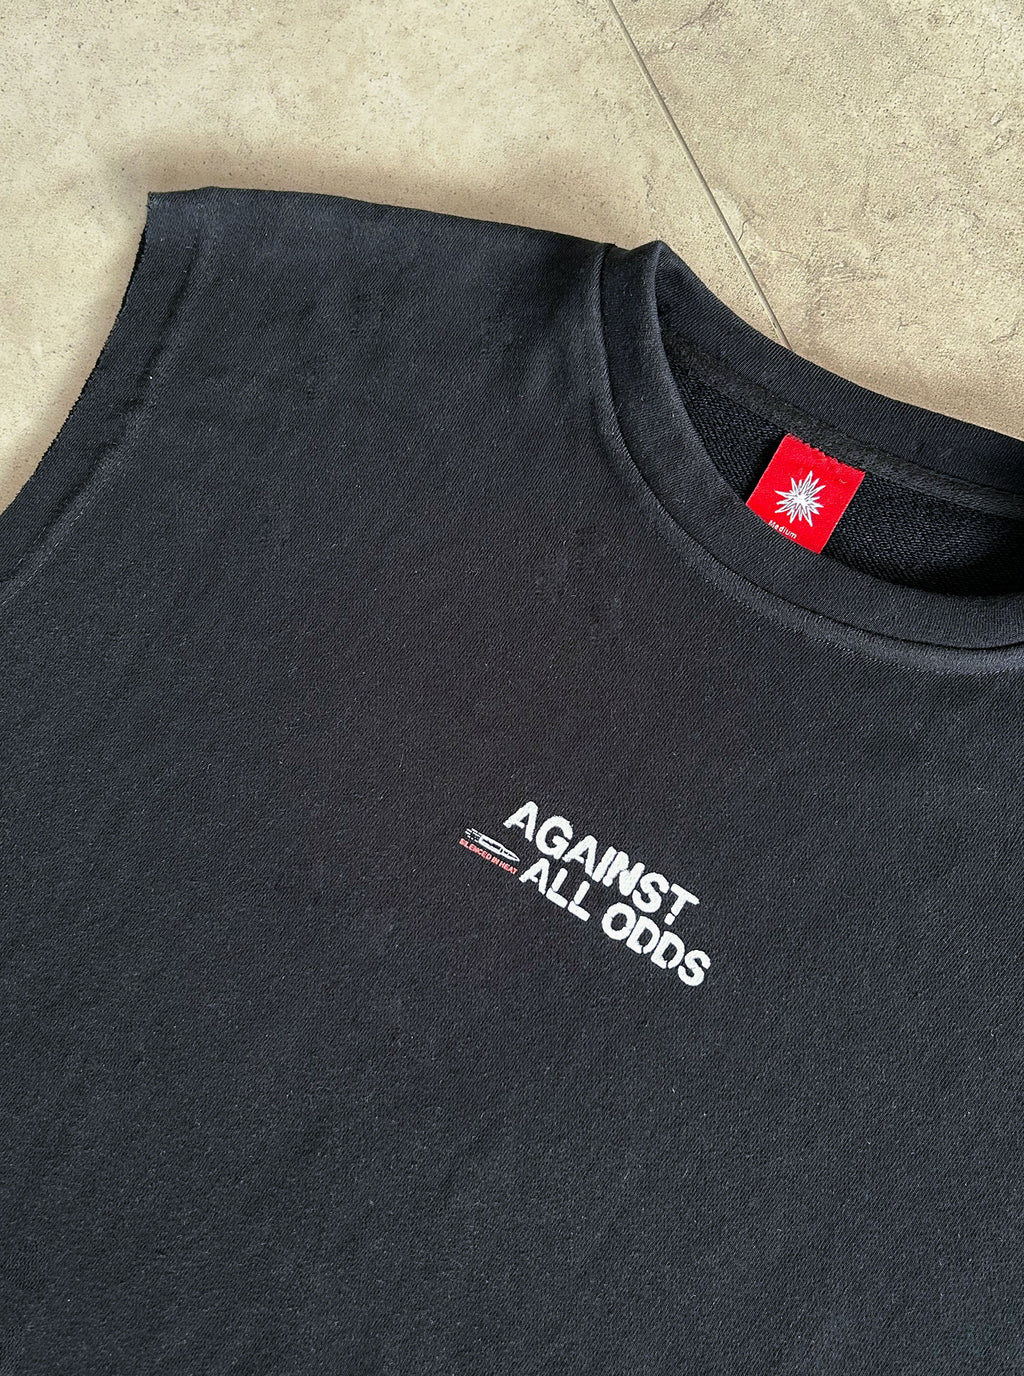 Medium
AGAINST
ALL ODDS
SILENCED IN HEAT